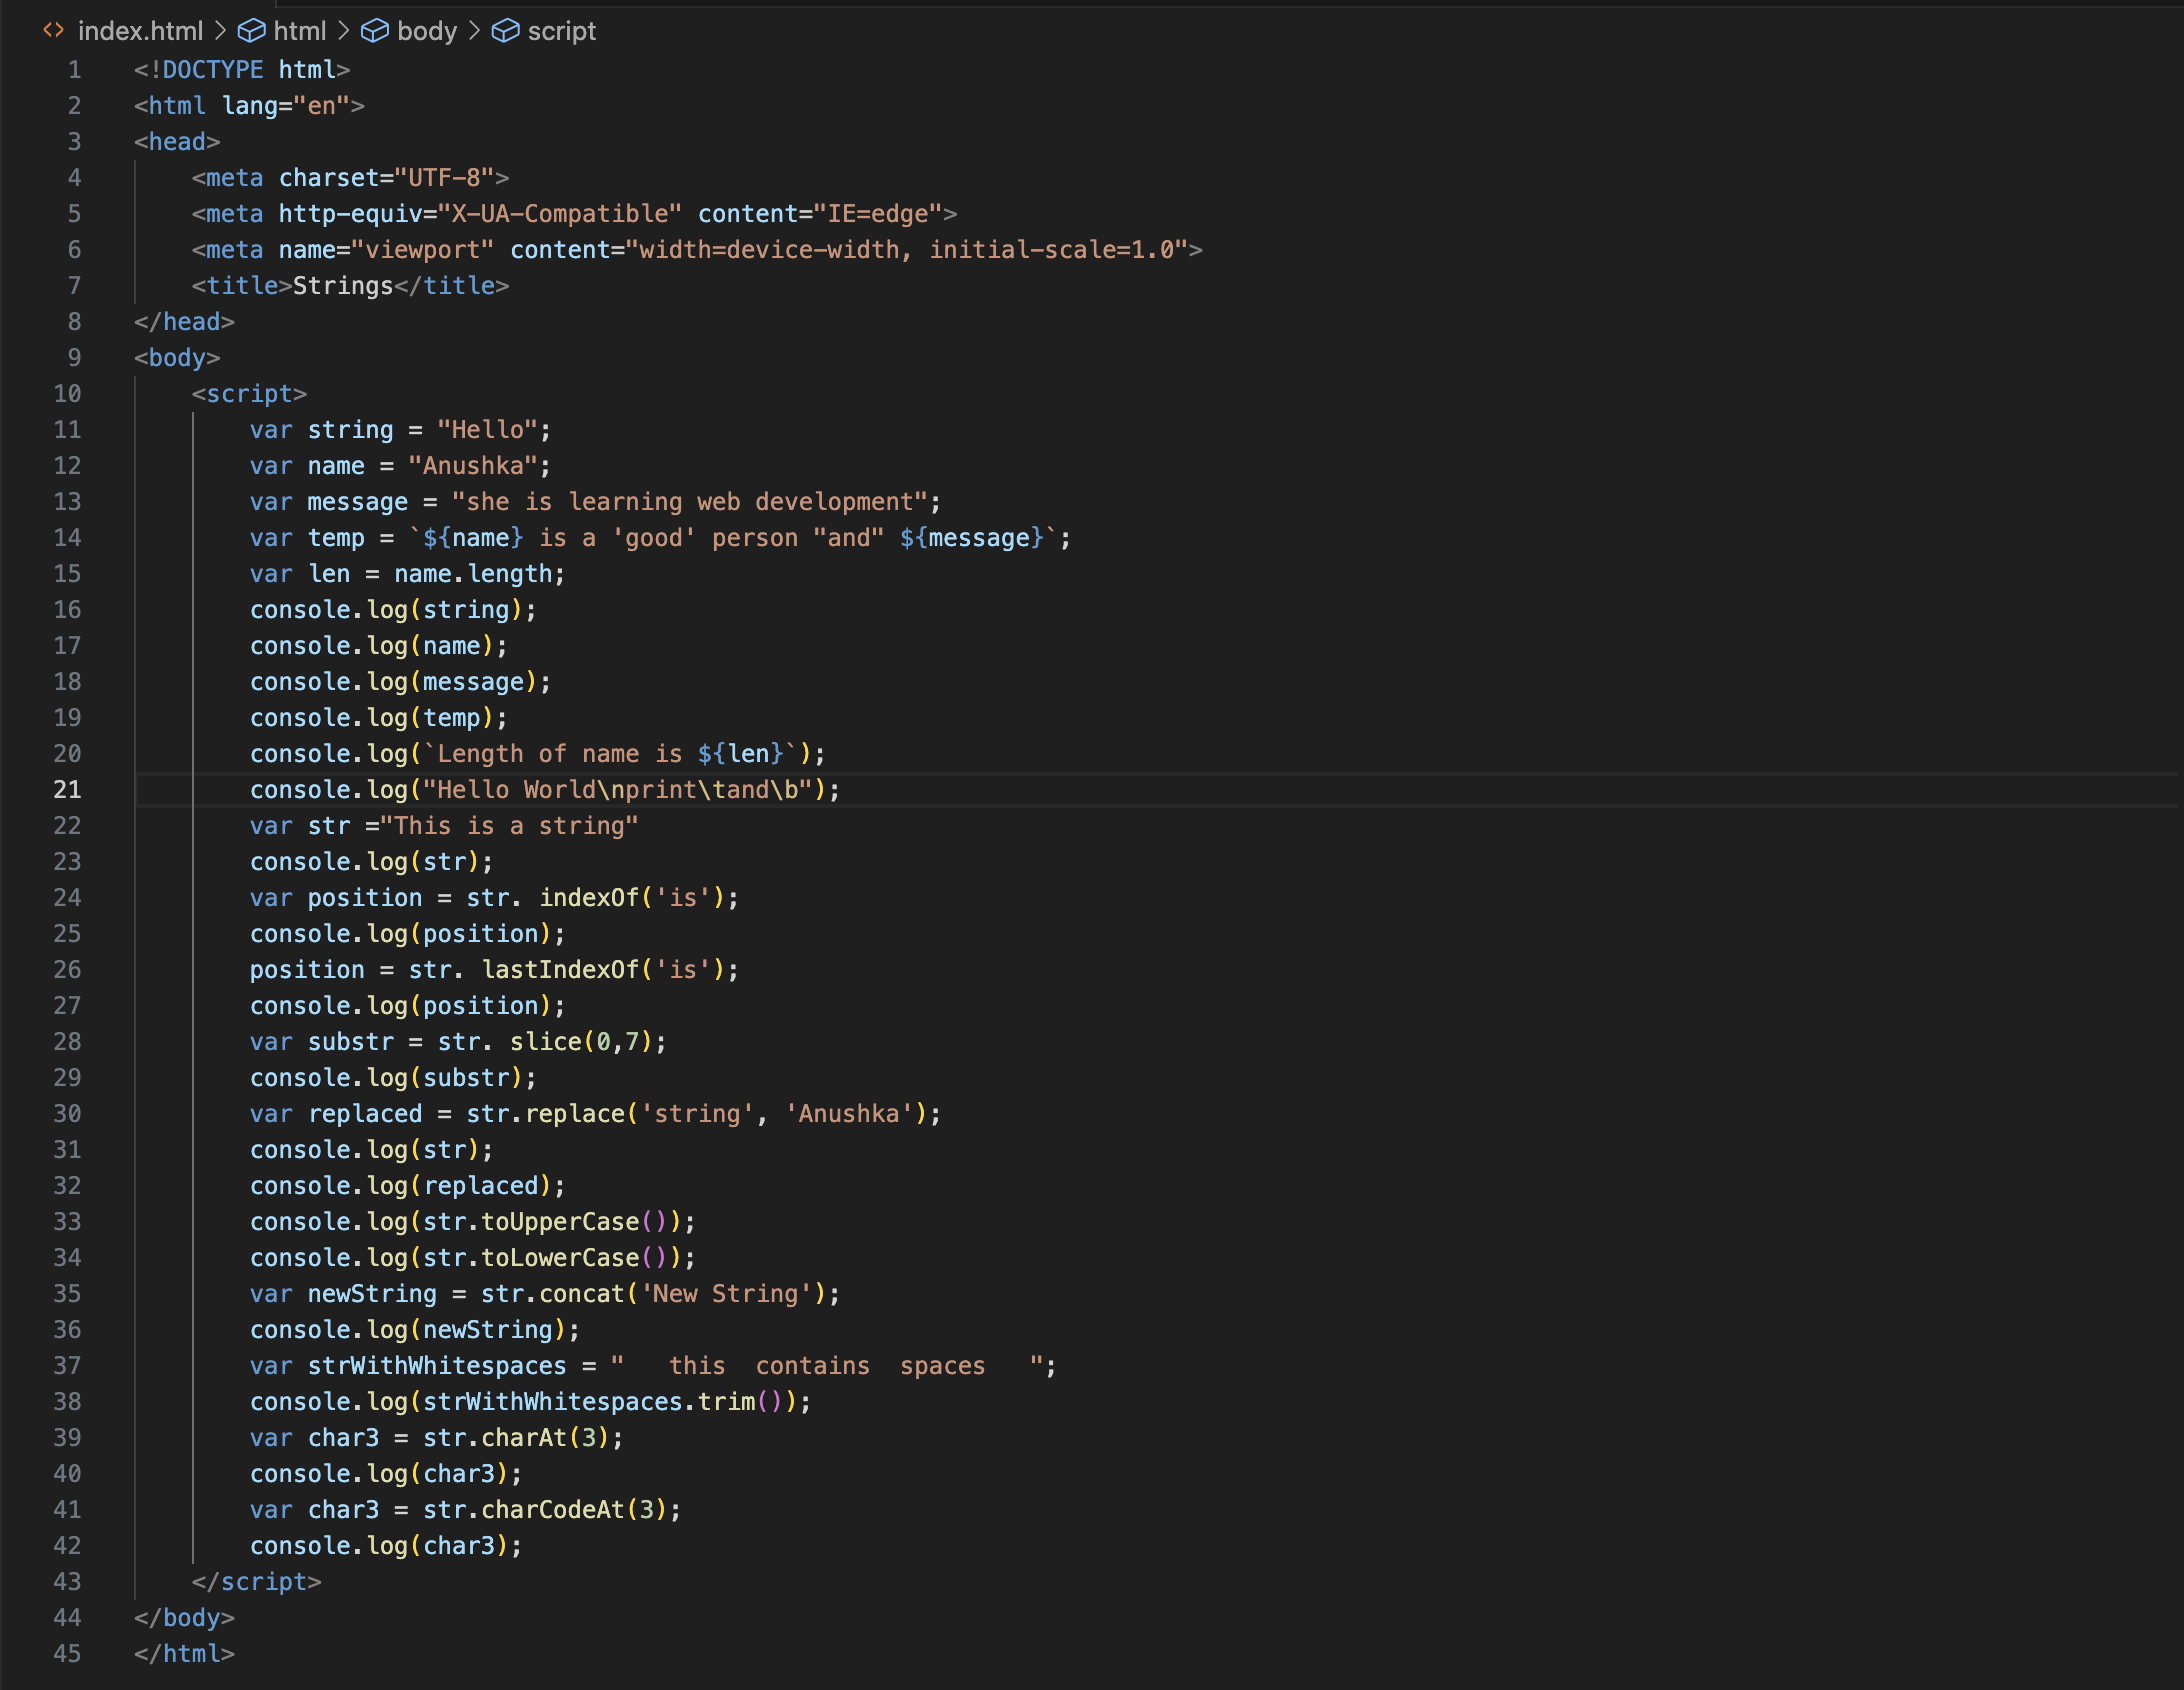 index.html > html > body > script
1 <!DOCTYPE html>
2 <html lang="en">
3 <head>
4     <meta charset="UTF-8">
5     <meta http-equiv="X-UA-Compatible" content="IE=edge">
6     <meta name="viewport" content="width=device-width, initial-scale=1.0">
7     <title>Strings</title>
8 </head>
9 <body>
10     <script>
11         var string = "Hello";
12         var name = "Anushka";
13         var message = "she is learning web development";
14         var temp = `${name} is a 'good' person "and" ${message}`;
15         var len = name.length;
16         console.log(string);
17         console.log(name);
18         console.log(message);
19         console.log(temp);
20         console.log(`Length of name is ${len}`);
21         console.log("Hello World\nprint\tand\b");
22         var str ="This is a string"
23         console.log(str);
24         var position = str. indexOf('is');
25         console.log(position);
26         position = str. lastIndexOf('is');
27         console.log(position);
28         var substr = str. slice(0,7);
29         console.log(substr);
30         var replaced = str.replace('string', 'Anushka');
31         console.log(str);
32         console.log(replaced);
33         console.log(str.toUpperCase());
34         console.log(str.toLowerCase());
35         var newString = str.concat('New String');
36         console.log(newString);
37         var strWithWhitespaces = "   this  contains  spaces   ";
38         console.log(strWithWhitespaces.trim());
39         var char3 = str.charAt(3);
40         console.log(char3);
41         var char3 = str.charCodeAt(3);
42         console.log(char3);
43     </script>
44 </body>
45 </html>